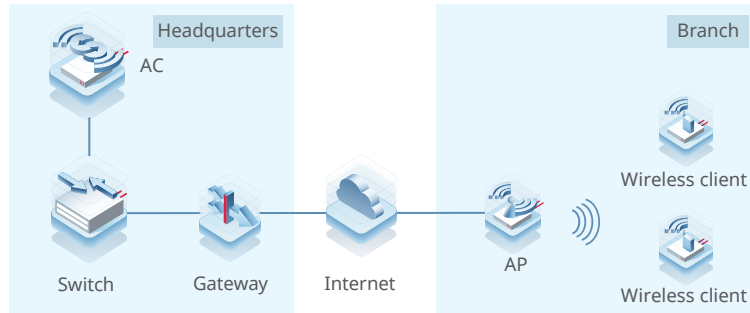 Headquarters
Branch
AC
Wireless client
AP
Switch
Gateway
Internet
Wireless client